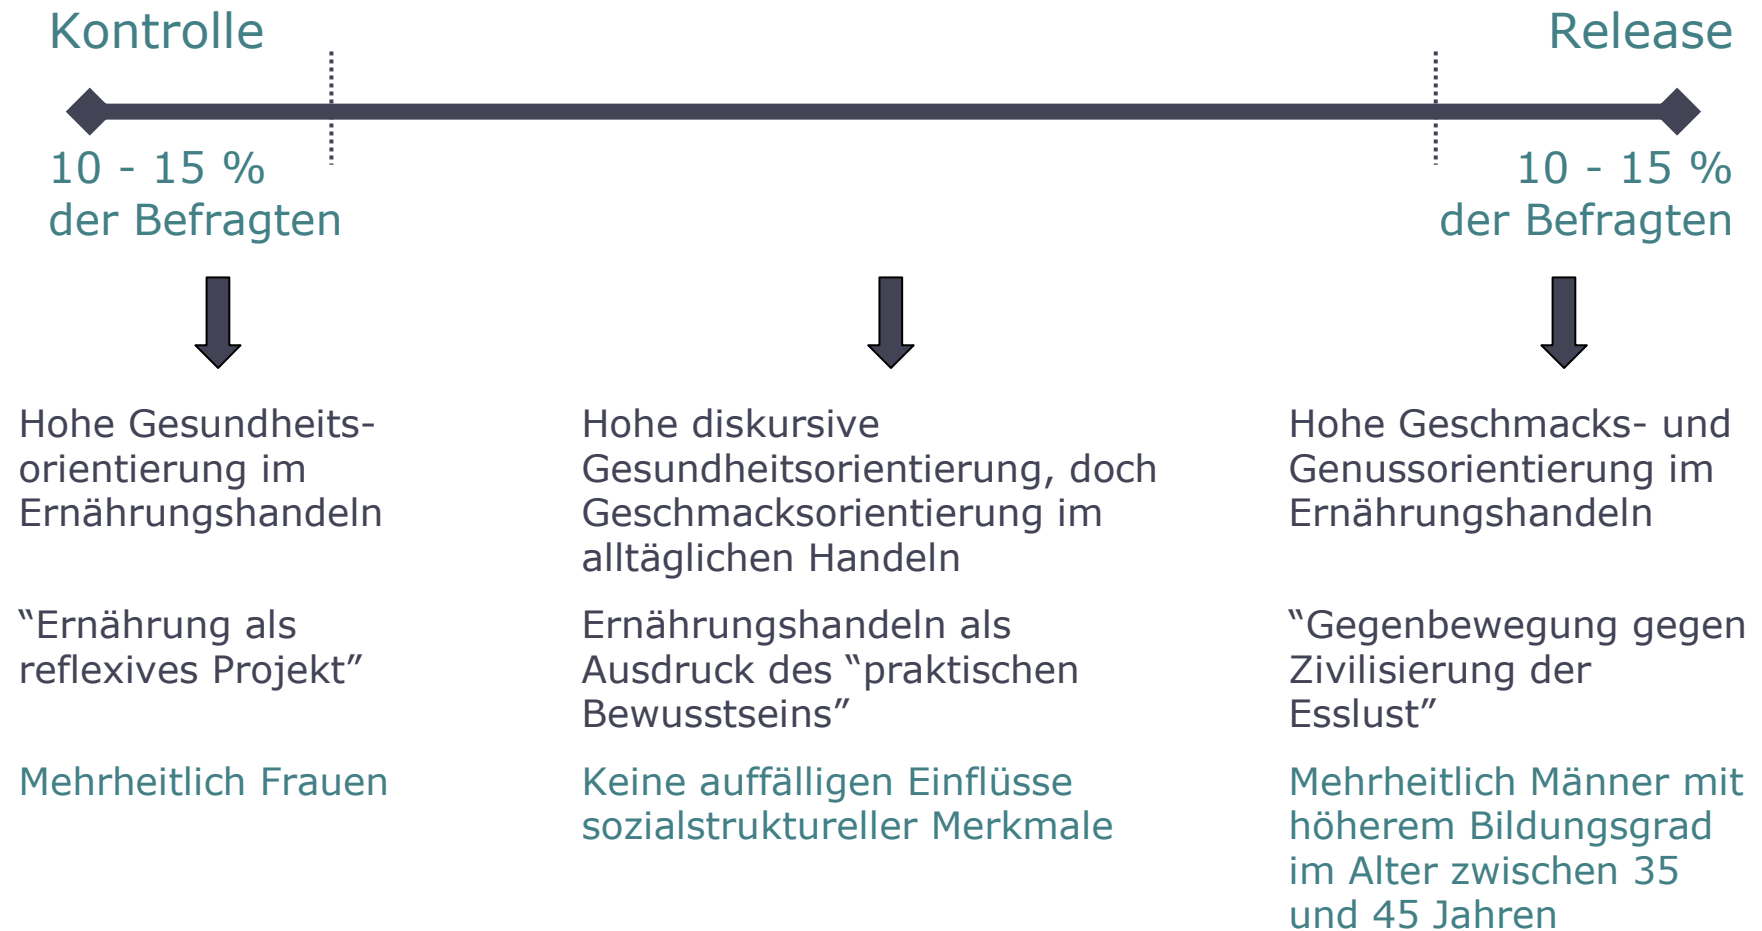 Kontrolle
Release
10 - 15 %
der Befragten
10 - 15 %
der Befragten
Hohe Gesundheits-
orientierung im
Ernährungshandeln
“Ernährung als
reflexives Projekt”
Mehrheitlich Frauen
Hohe diskursive
Gesundheitsorientierung, doch
Geschmacksorientierung im
alltäglichen Handeln
Ernährungshandeln als
Ausdruck des “praktischen
Bewusstseins”
Keine auffälligen Einflüsse
sozialstruktureller Merkmale
Hohe Geschmacks- und
Genussorientierung im
Ernährungshandeln
“Gegenbewegung gegen
Zivilisierung der
Esslust”
Mehrheitlich Männer mit
höherem Bildungsgrad
im Alter zwischen 35
und 45 Jahren